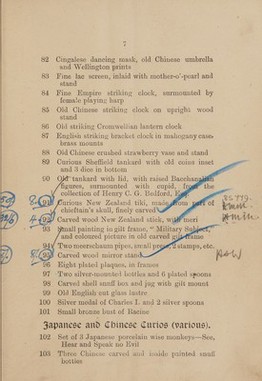 7
82 Cingalese dancing mask, old Chinese umbrella
and Wellington prints
83 Fine lac screen, inlaid with mother-o'-pearl and
stand
84 Fine Empire striking clock, surmounted by
female playing harp
85 Old Chinese striking clock on upright wood
stand
86 Old striking Cromwellian lantern clock
87 English striking bracket clock in mahogany case,
brass mounts
88 Old Chinese crushed strawberry vase and stand
89 Curious Sheffield tankard with old coins inset
and 3 dies in bottom
90 Old tankard with lid, with raised Bacchanalian
figures, surmounted with cupid, from the
collection of Henry C. G. Bedford, Esq.
91 Curious New Zealand tiki, made from part of
chieftain's skull, finely carved
92 Carved wood New Zealand stick, with
93 Small painting in gilt frame, "Military Subject,"
and coloured picture in old carved gilt frame
94 Two meerschaum pipes, small prints, 2 stamps, etc.
95 Carved wood mirror stand
96 Eight plated plaques, in frames
97 Two silver-mounted bottles and 6 plated spoons
98 Carved shell snuff box and jug with gilt mount
99 Old English cut glass lustre
100 Silver medal of Charles I. and 2 silver spoons
101 Small bronze bust of Racine
Japanese and Chinese Curios (various).
102 Set of 3 Japanese porcelain wise monkeys—See,
Hear and Speak no Evil
103 Three Chinese carved and inside painted snuff
bottles